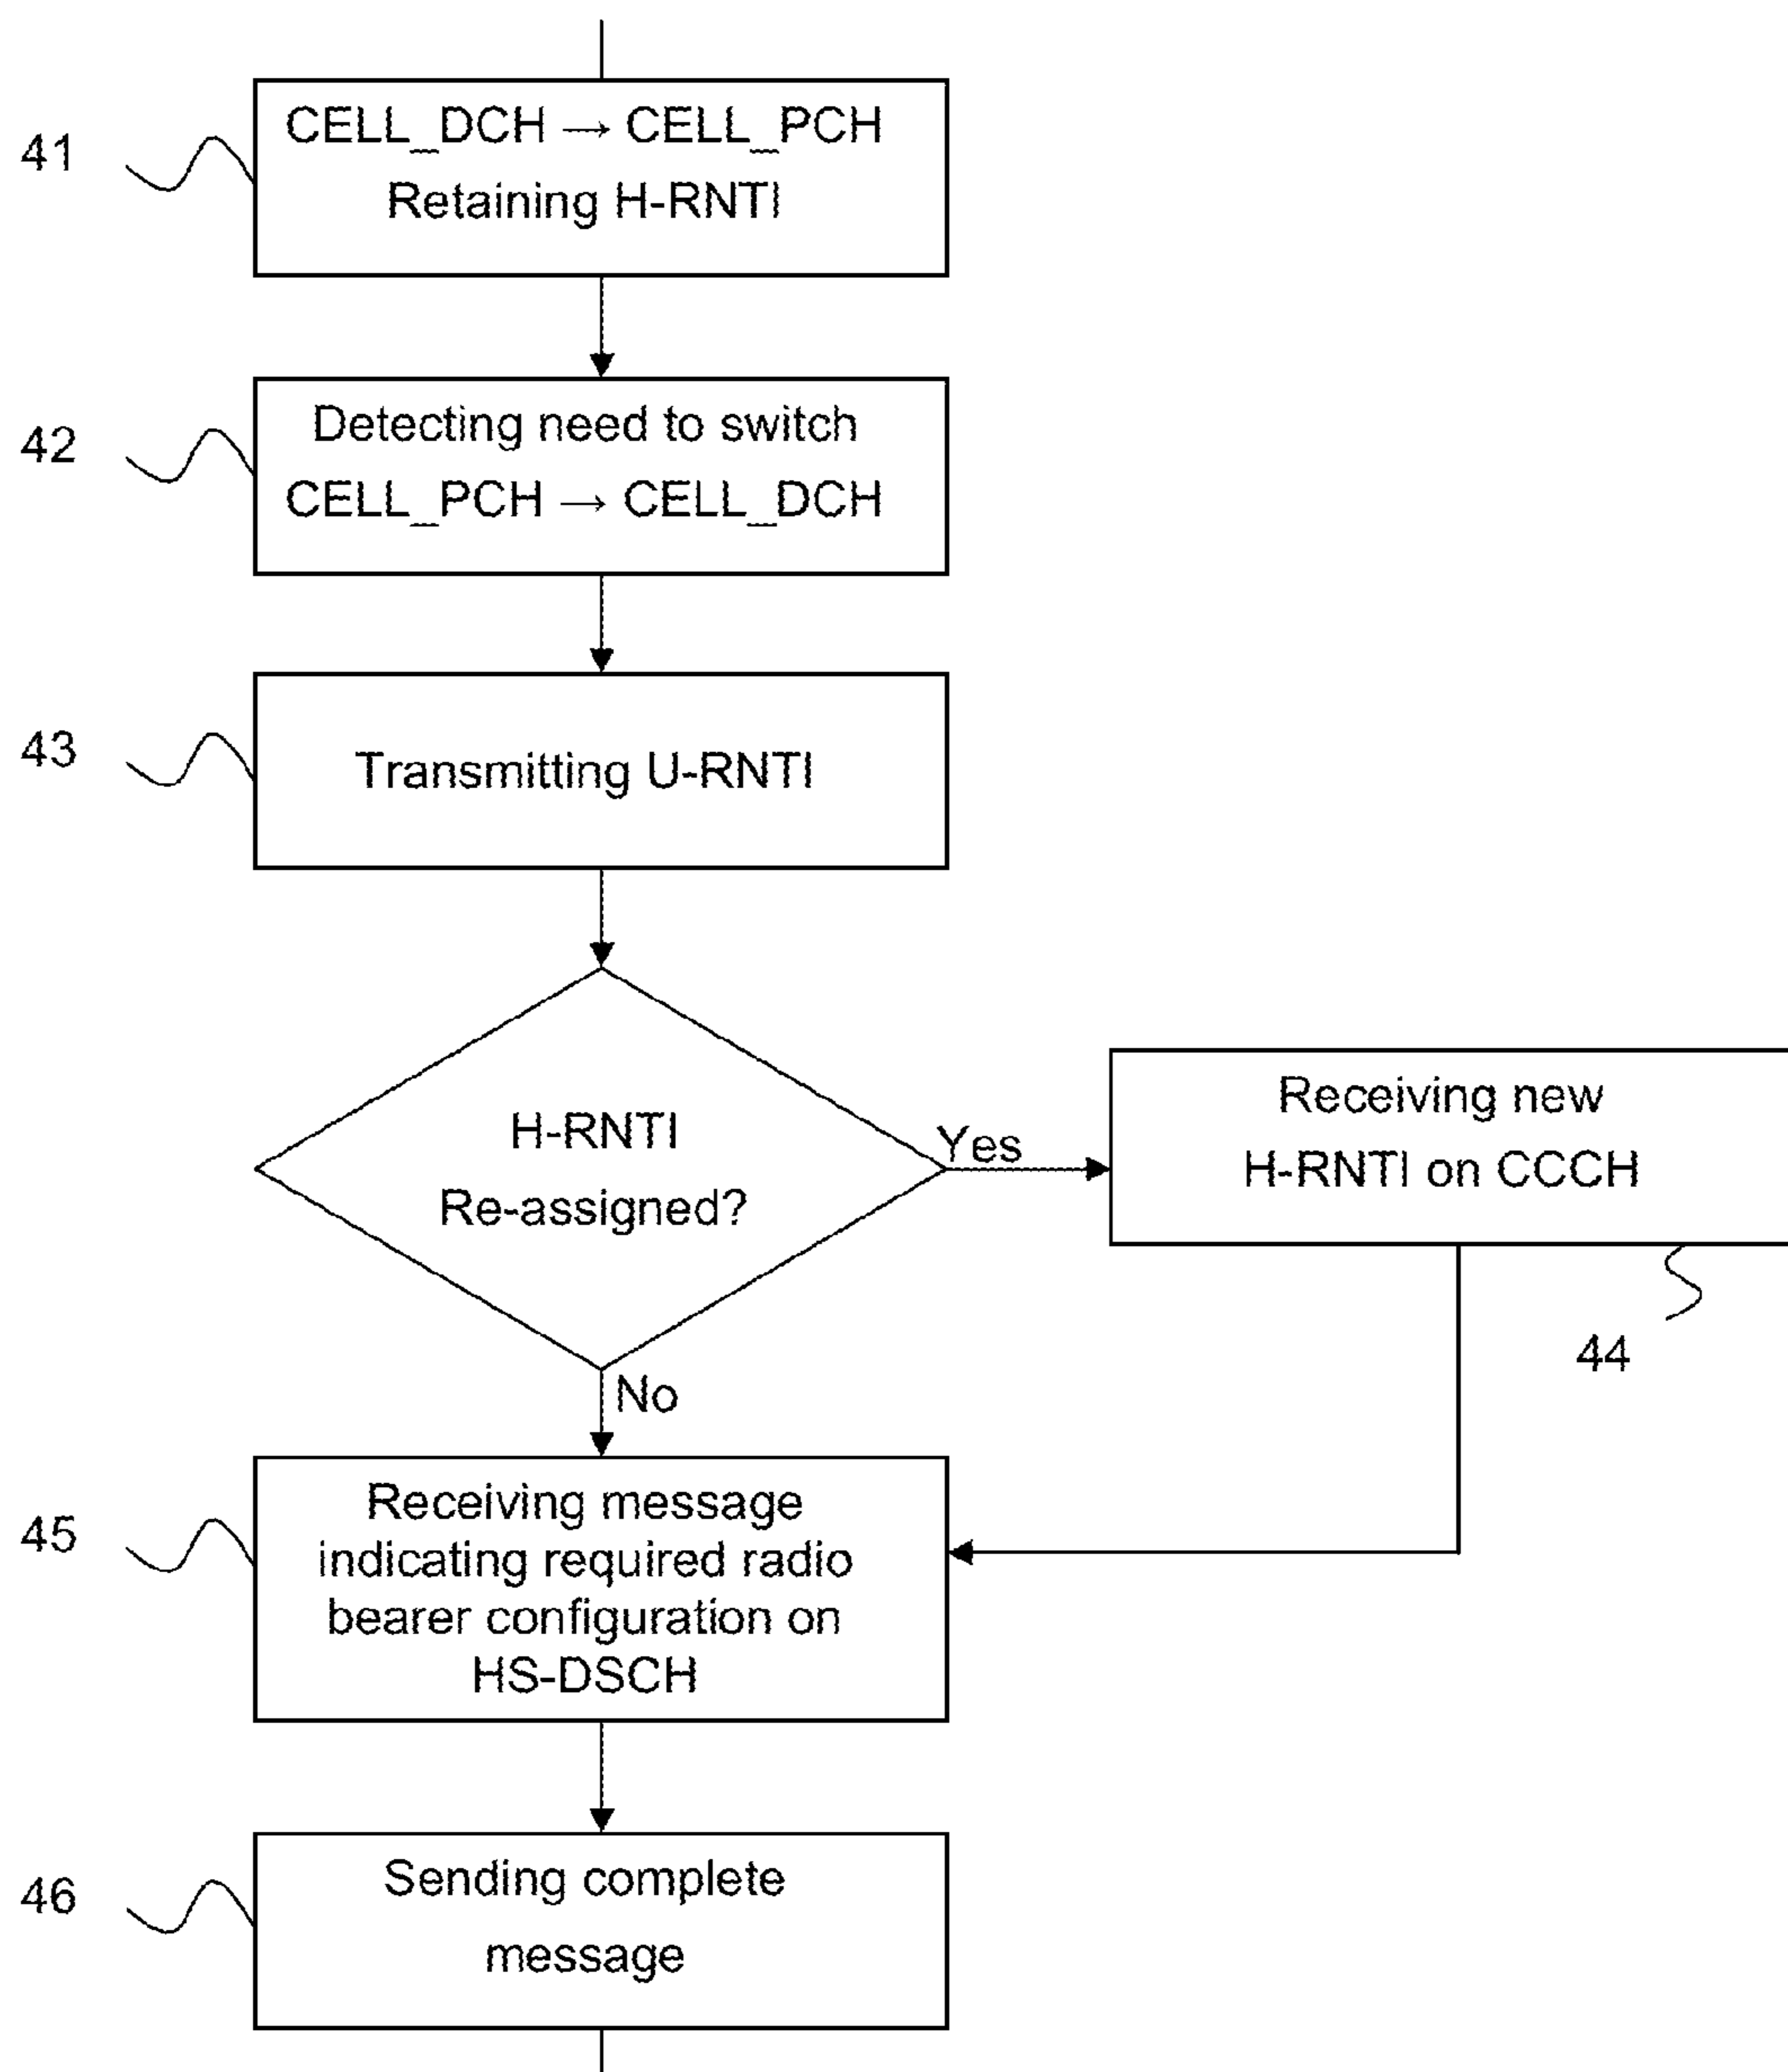 41
CELL_DCH → CELL_PCH
Retaining H-RNTI
42
Detecting need to switch
CELL_PCH → CELL_DCH
43
Transmitting U-RNTI
H-RNTI
Re-assigned?
Yes
Receiving new
H-RNTI on CCCH
44
No
45
Receiving message
indicating required radio
bearer configuration on
HS-DSCH
46
Sending complete
message